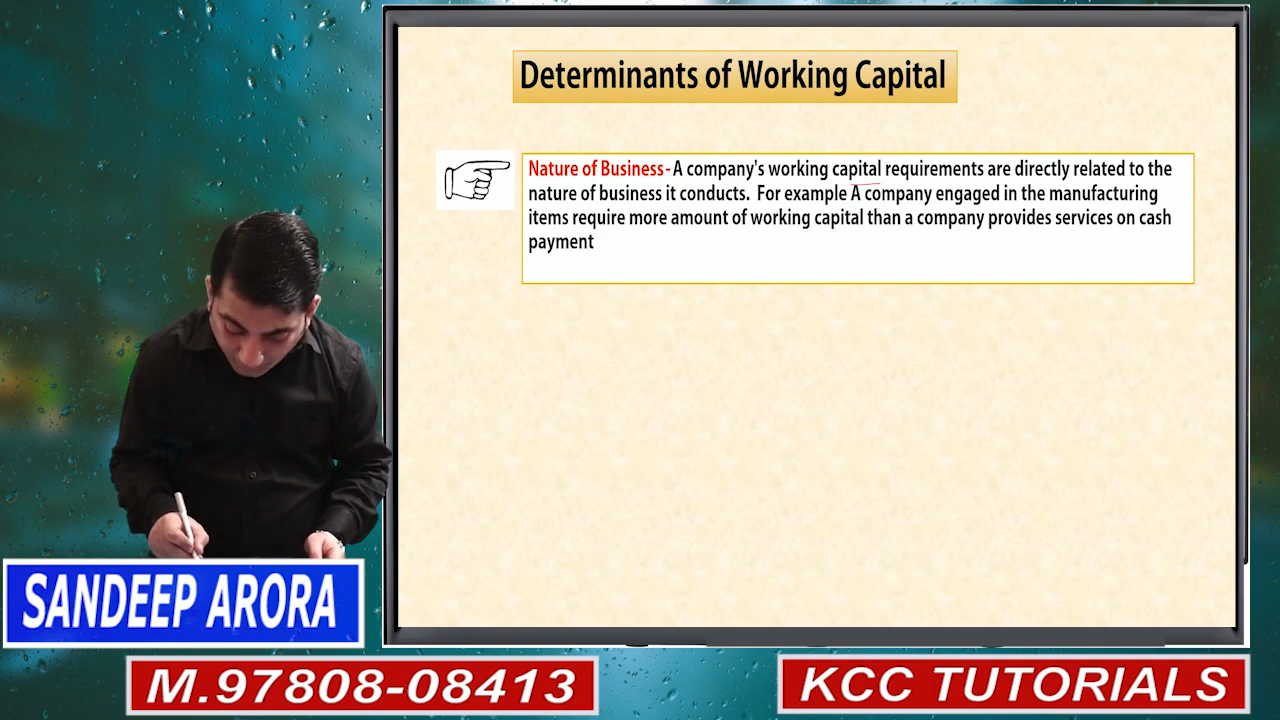 Determinants of Working Capital
Nature of Business- A company's working capital requirements are directly related to the
nature of business it conducts. For example A company engaged in the manufacturing
items require more amount of working capital than a company provides services on cash
payment
SANDEEP ARORA
M.97808-08413
KCC TUTORIALS